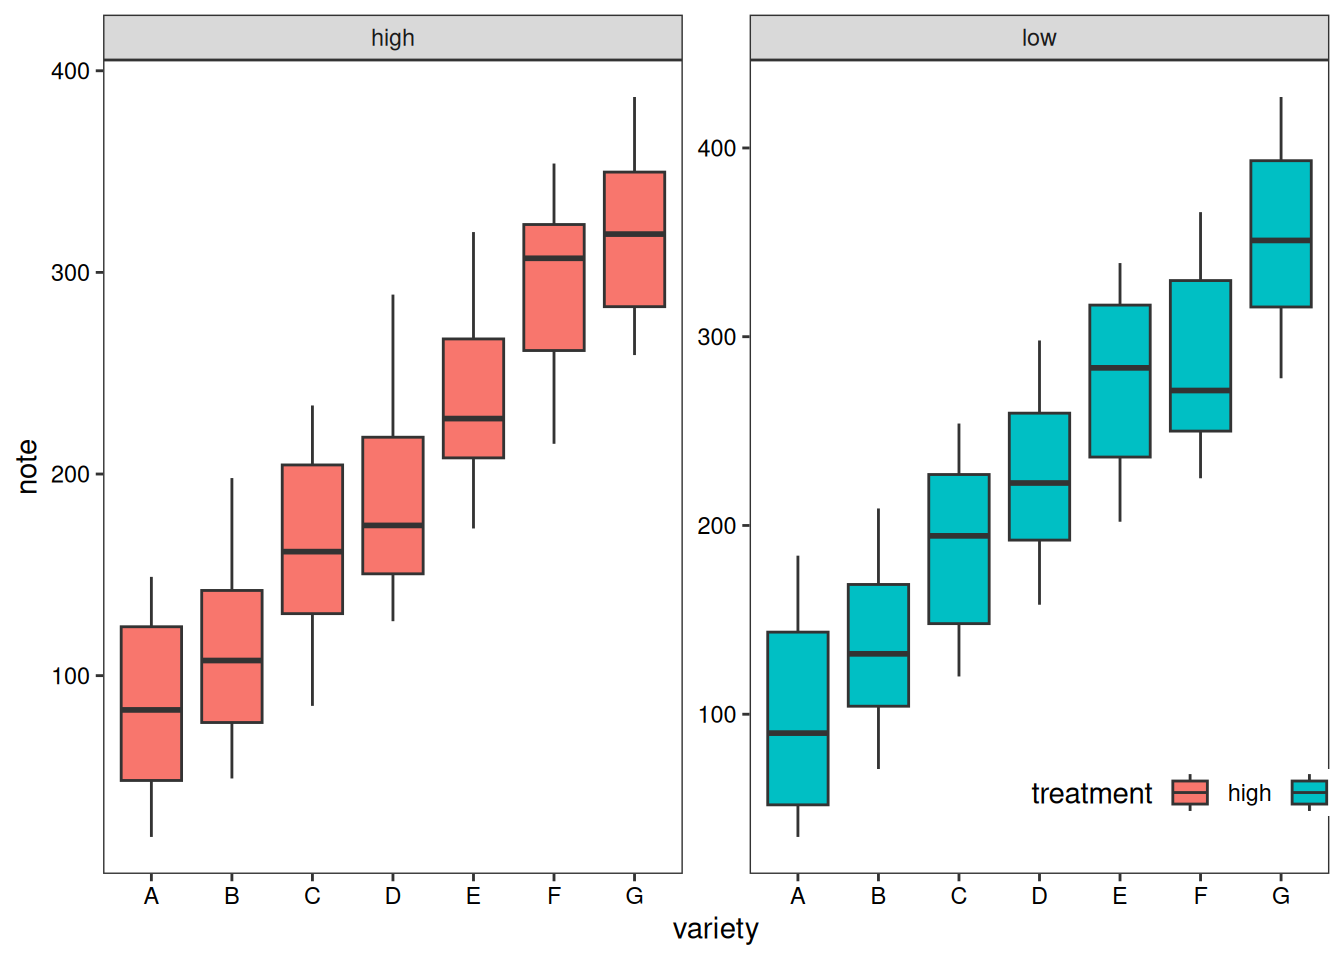 high
low
400
300
200
100
note
400
300
200
100
treatment high
A B C D E F G
A B C D E F G
variety